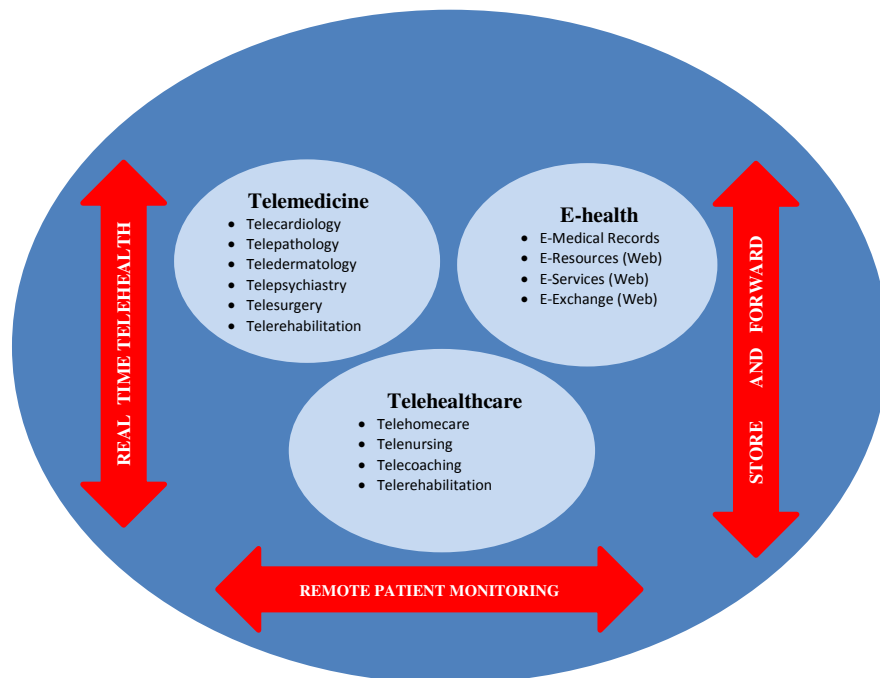 Telemedicine
• Telecardiology
• Telepathology
• Teledermatology
• Telepsychiastry
• Telesurgery
• Telerehabilitation
E-health
• E-Medical Records
• E-Resources (Web)
• E-Services (Web)
• E-Exchange (Web)
Telehealthcare
• Telehomecare
• Telenursing
• Telecoaching
• Telerehabilitation
REAL TIME TELEHEALTH
STORE AND FORWARD
REMOTE PATIENT MONITORING